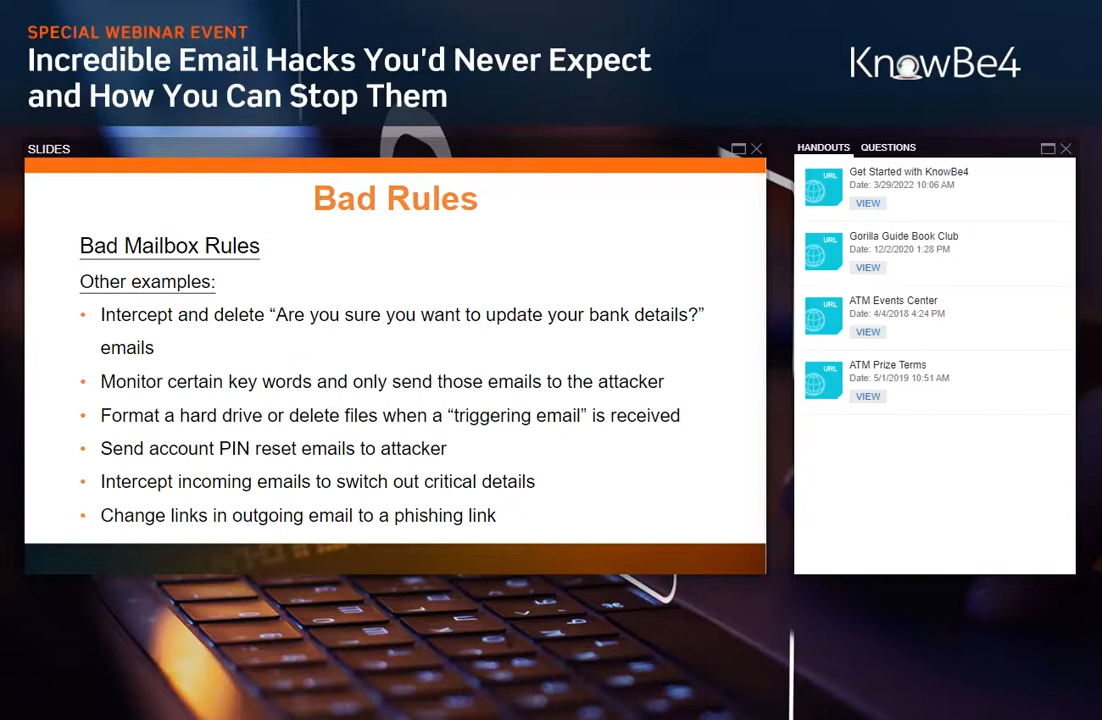 SPECIAL WEBINAR EVENT
Incredible Email Hacks You'd Never Expect
and How You Can Stop Them
KnowBe4
SLIDES
Bad Rules
Bad Mailbox Rules
Other examples:
• Intercept and delete “Are you sure you want to update your bank details?”
emails
• Monitor certain key words and only send those emails to the attacker
• Format a hard drive or delete files when a “triggering email” is received
• Send account PIN reset emails to attacker
• Intercept incoming emails to switch out critical details
• Change links in outgoing email to a phishing link
HANDOUTS QUESTIONS
URL
Get Started with KnowBe4
Date: 3/29/2022 10:06 AM
VIEW
URL
Gorilla Guide Book Club
Date: 12/2/2020 1:28 PM
VIEW
URL
ATM Events Center
Date: 4/4/2018 4:24 PM
VIEW
URL
ATM Prize Terms
Date: 5/1/2019 10:51 AM
VIEW